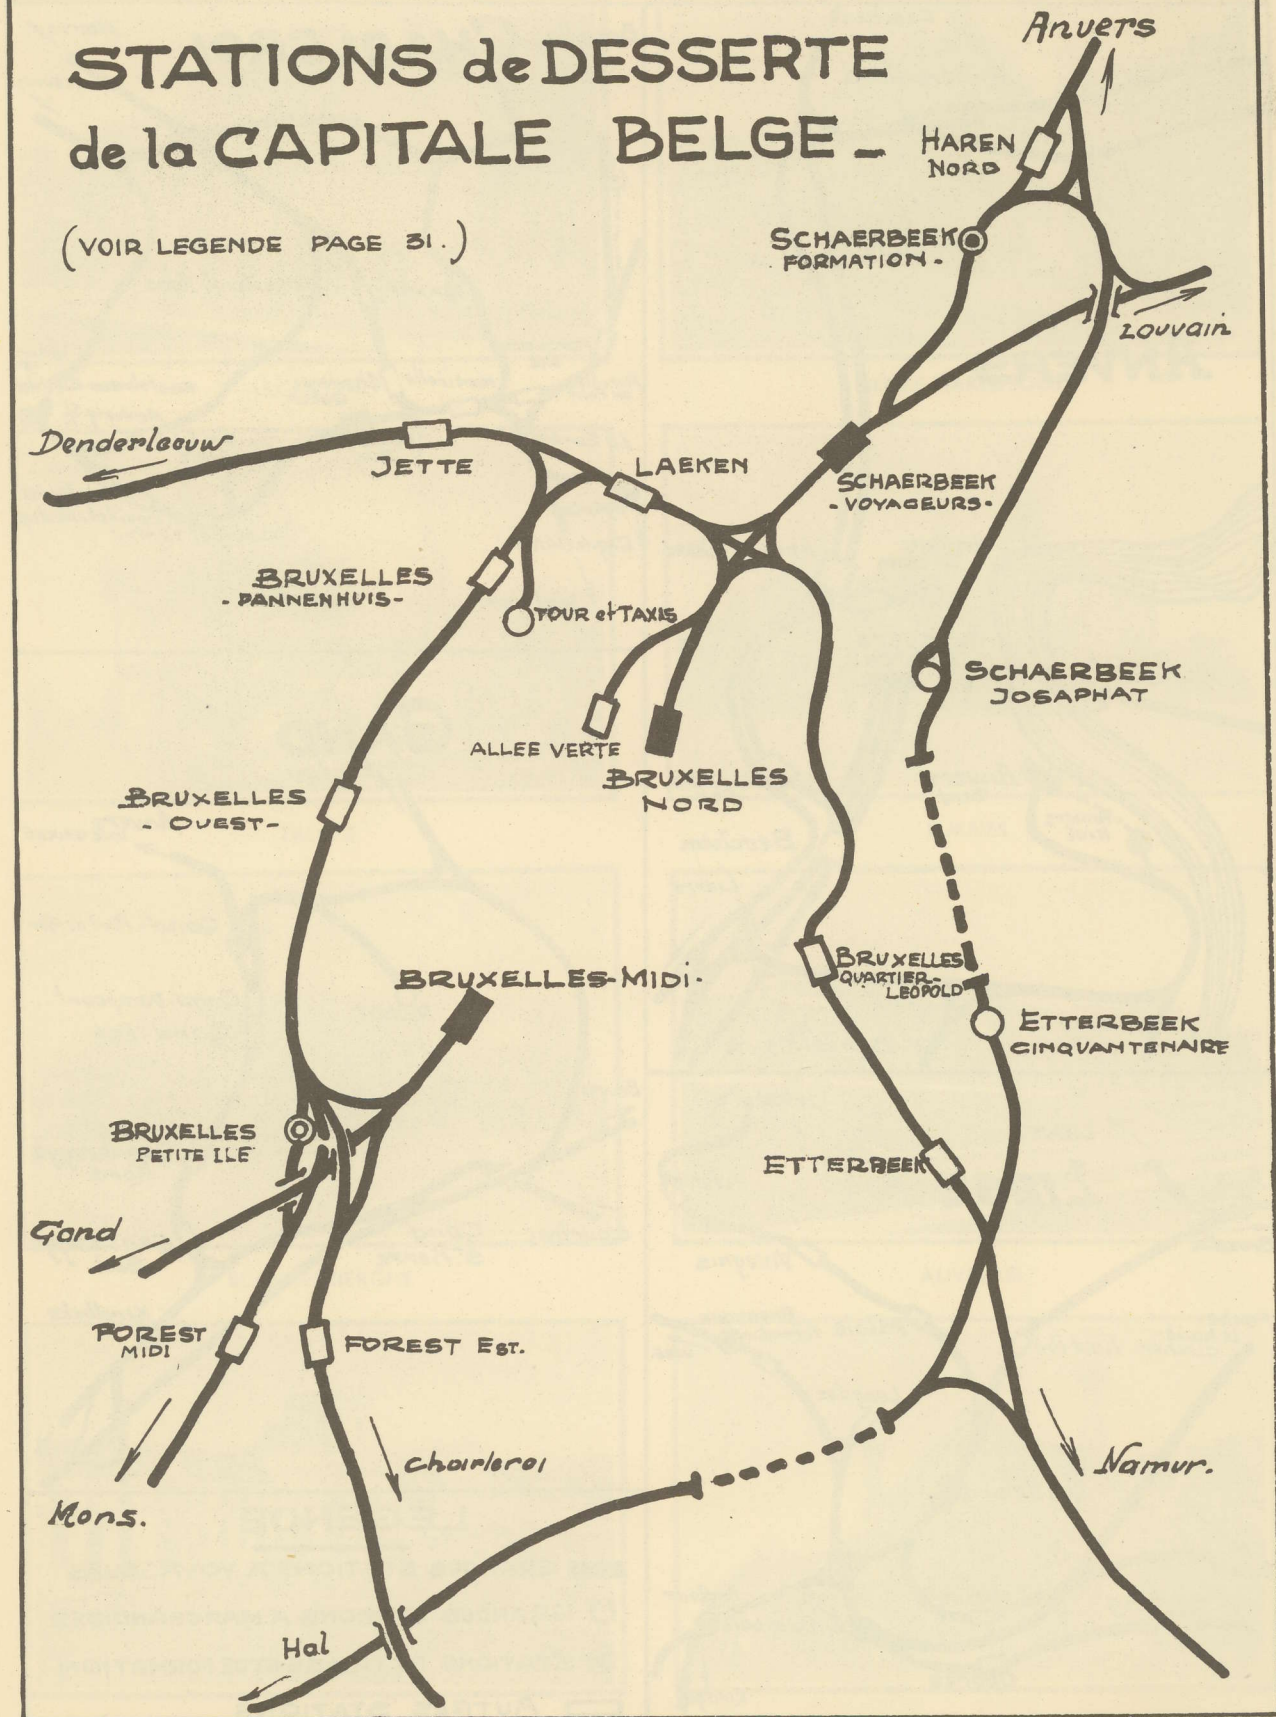 STATIONS de DESSERTE
de la CAPITALE BELGE -
(VOIR LEGENDE PAGE 31.)
Anvers
HAREN
NORD
SCHAERBEEK
FORMATION -
Louvain
Denderleeuw
JETTE
LAEKEN
SCHAERBEEK
- VOYAGEURS -
BRUXELLES
- PANNENHUIS -
TOUR et TAXIS
SCHAERBEEK
JOSAPHAT
ALLEE VERTE
BRUXELLES
NORD
BRUXELLES
- OUEST -
BRUXELLES
QUARTIER-
LEOPOLD
BRUXELLES-MIDI.
ETTERBEEK
CINQUANTENAIRE
BRUXELLES
PETITE ILE
ETTERBEEK
Gand
FOREST
MIDI
FOREST EST.
Charleroi
Namur.
Mons.
Hal